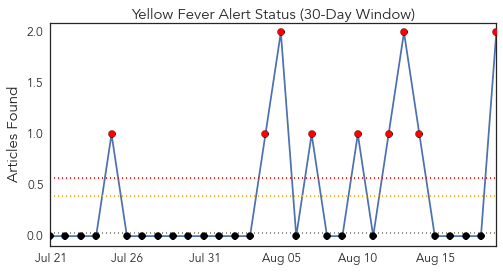 Yellow Fever Alert Status (30-Day Window)
Articles Found
2.0
1.5
1.0
0.5
0.0
Jul 21
Jul 26
Jul 31
Aug 05
Aug 10
Aug 15